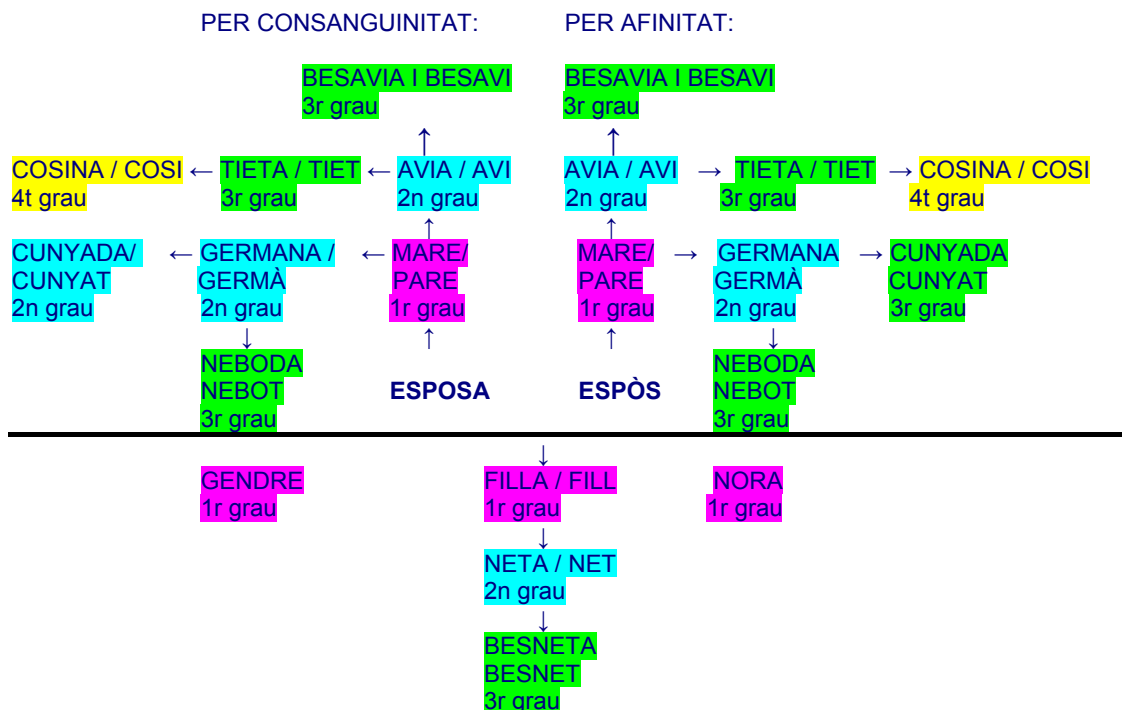 PER CONSANGUINITAT: PER AFINITAT:
BESAVIA I BESAVI BESAVIA I BESAVI
3r grau 3r grau
COSINA / COSI ← TIETA / TIET ← AVIA / AVI AVIA / AVI → TIETA / TIET → COSINA / COSI
4t grau 3r grau 2n grau 2n grau 3r grau 4t grau
CUNYADA/ ← GERMANA / ← MARE/ MARE/ → GERMANA → CUNYADA
CUNYAT GERMÀ PARE PARE GERMÀ CUNYAT
2n grau 2n grau 1r grau 1r grau 2n grau 3r grau
NEBODA NEBODA
NEBOT ESPOSA ESPÒS NEBOT
3r grau 3r grau
GENDRE FILLA / FILL NORA
1r grau 1r grau 1r grau
NETA / NET
2n grau
BESNETA
BESNET
3r grau